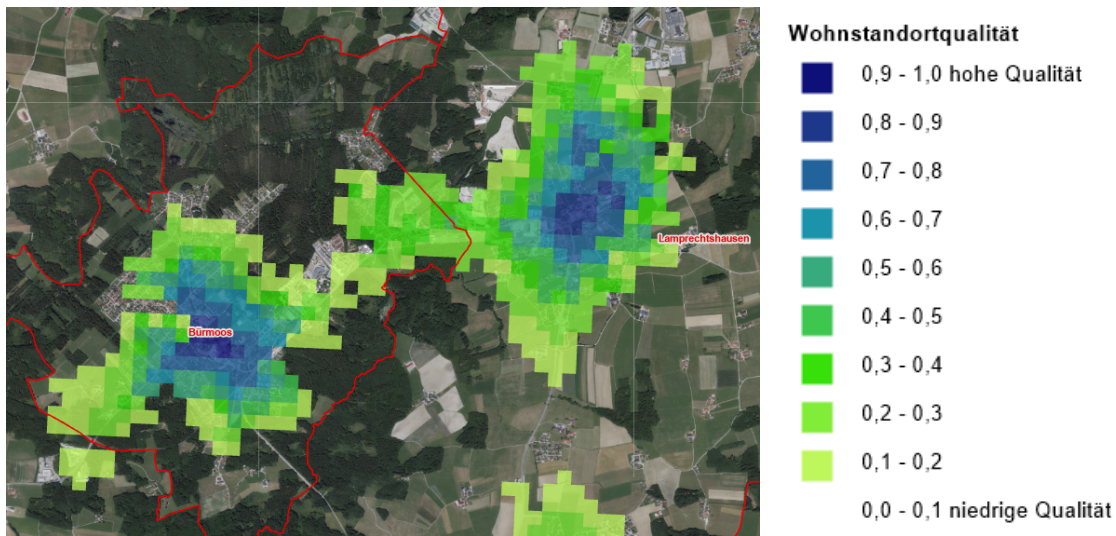 Wohnstandortqualität
0,9 - 1,0 hohe Qualität
0,8 - 0,9
0,7 - 0,8
0,6 - 0,7
0,5 - 0,6
0,4 - 0,5
0,3 - 0,4
0,2 - 0,3
0,1 - 0,2
0,0 - 0,1 niedrige Qualität
Lamprechtshausen
Bürmoos